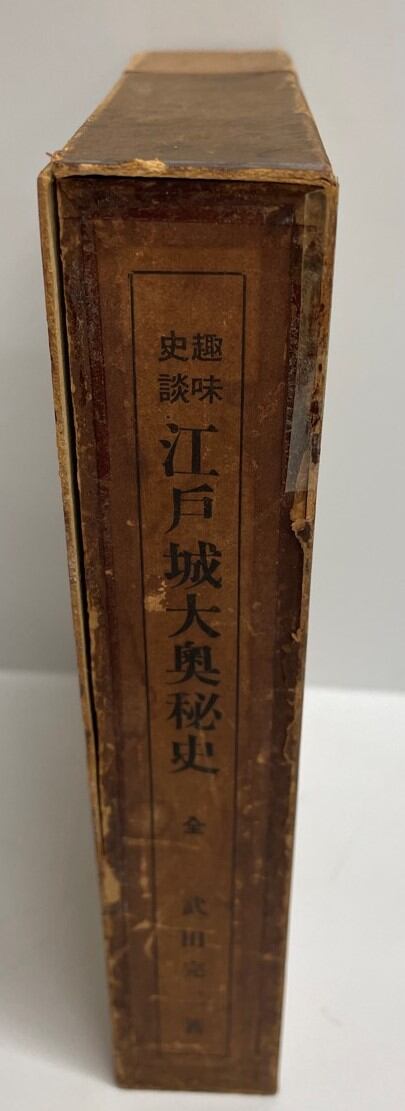 趣味
史談
江戸城大奥秘史
全
武田完二著